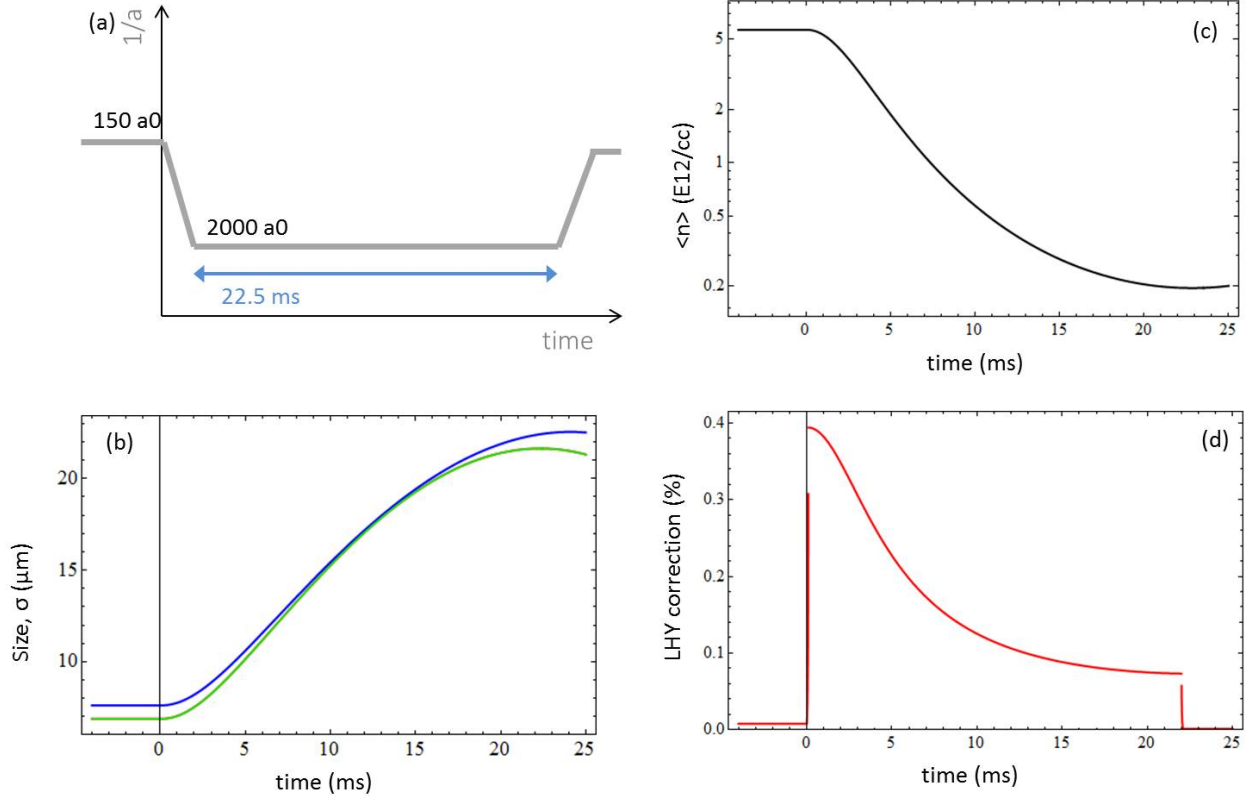 (a)
1/a
150 a0
2000 a0
22.5 ms
time
(c)
<n> (E12/cc)
5
2
1
0.5
0.2
0 5 10 15 20 25
time (ms)
(b)
Size, σ (μm)
20
15
10
0 5 10 15 20 25
time (ms)
(d)
LHY correction (%)
0.4
0.3
0.2
0.1
0.0
0 5 10 15 20 25
time (ms)